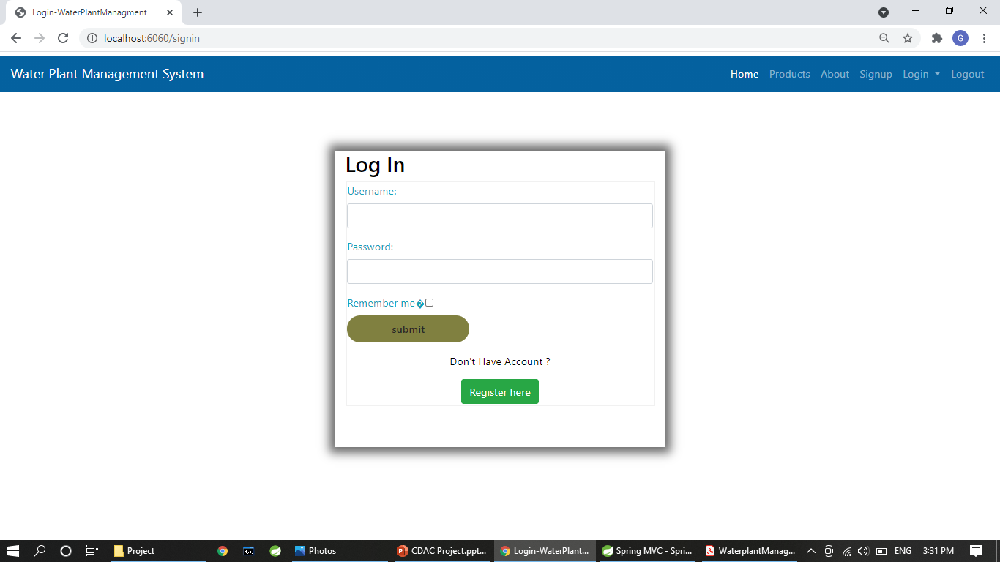 Login-WaterPlantManagment
localhost:6060/signin
G
Water Plant Management System
Home Products About Signup Login Logout
Log In
Username:
Password:
Remember me�
submit
Don't Have Account ?
Register here
Project Photos CDAC Project.ppt... Login-WaterPlant... Spring MVC - Spri... WaterplantManag... ENG 3:31 PM